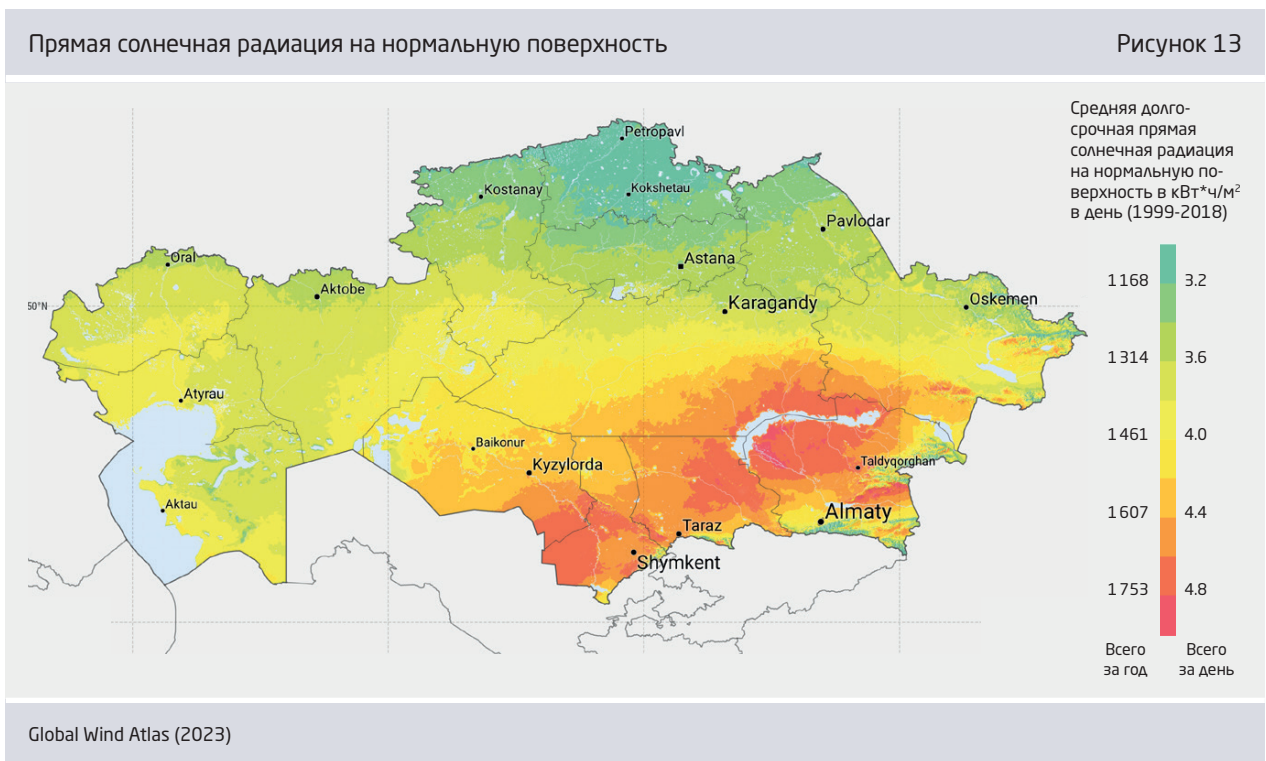 Прямая солнечная радиация на нормальную поверхность
Рисунок 13
Средняя долго-
срочная прямая
солнечная радиация
на нормальную по-
верхность в кВт*ч/м²
в день (1999-2018)
Petropavl
Kostanay
Kokshetau
Pavlodar
Oral
Astana
Aktobe
50°N
Karagandy
Oskemen
Atyrau
Baikonur
Kyzylorda
Taldyqorghan
Aktau
Almaty
Taraz
Shymkent
1168 3.2
1314 3.6
1461 4.0
1607 4.4
1753 4.8
Всего Всего
за год за день
Global Wind Atlas (2023)